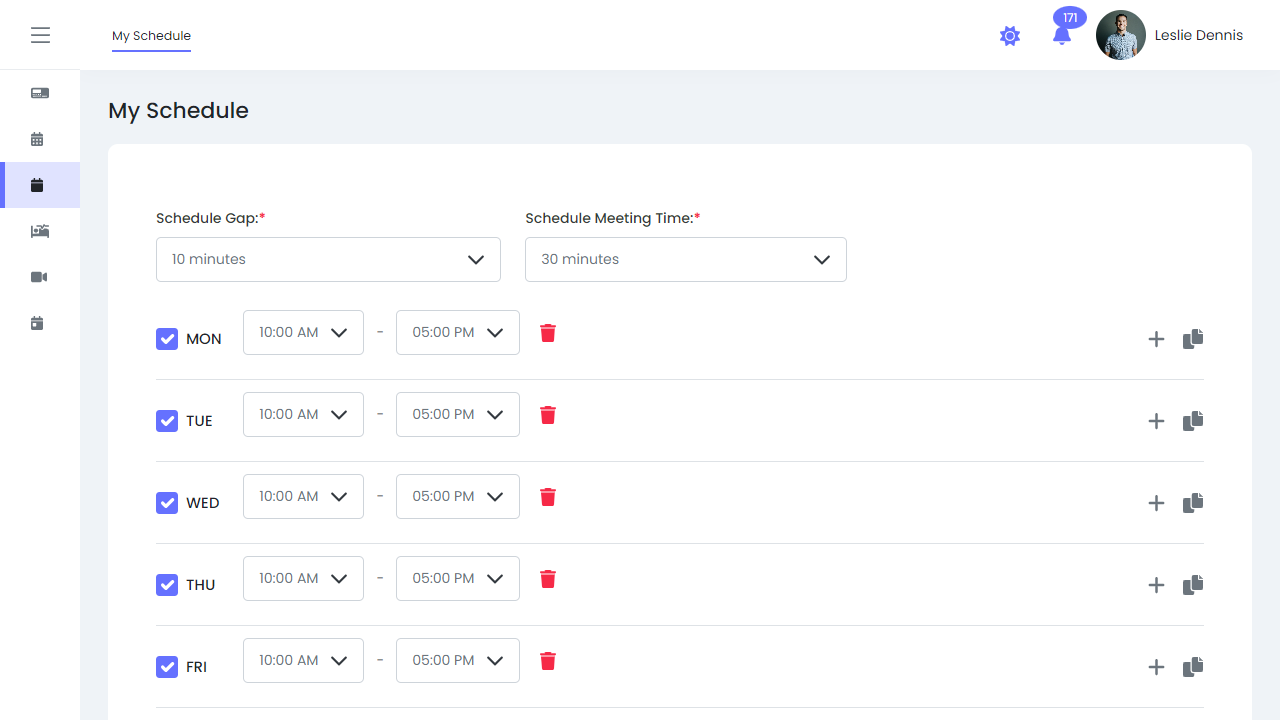 My Schedule
171
Leslie Dennis
My Schedule
Schedule Gap:*
Schedule Meeting Time:*
10 minutes
30 minutes
MON 10:00 AM - 05:00 PM
TUE 10:00 AM - 05:00 PM
WED 10:00 AM - 05:00 PM
THU 10:00 AM - 05:00 PM
FRI 10:00 AM - 05:00 PM